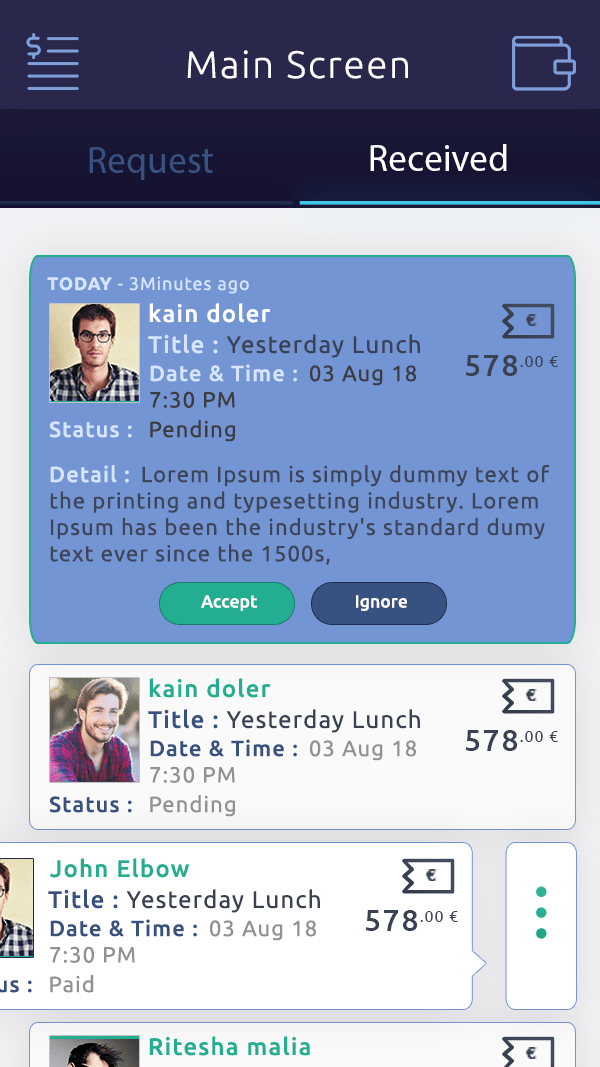 $
Main Screen
Request
Received
TODAY - 3Minutes ago
kain doler
€
Title : Yesterday Lunch
578.00 €
Date & Time : 03 Aug 18
7:30 PM
Status : Pending
Detail : Lorem Ipsum is simply dummy text of
the printing and typesetting industry. Lorem
Ipsum has been the industry's standard dumy
text ever since the 1500s,
Accept
Ignore
kain doler
€
Title : Yesterday Lunch
578.00 €
Date & Time : 03 Aug 18
7:30 PM
Status : Pending
John Elbow
€
Title : Yesterday Lunch
578.00 €
Date & Time : 03 Aug 18
7:30 PM
us : Paid
Ritesha malia
€